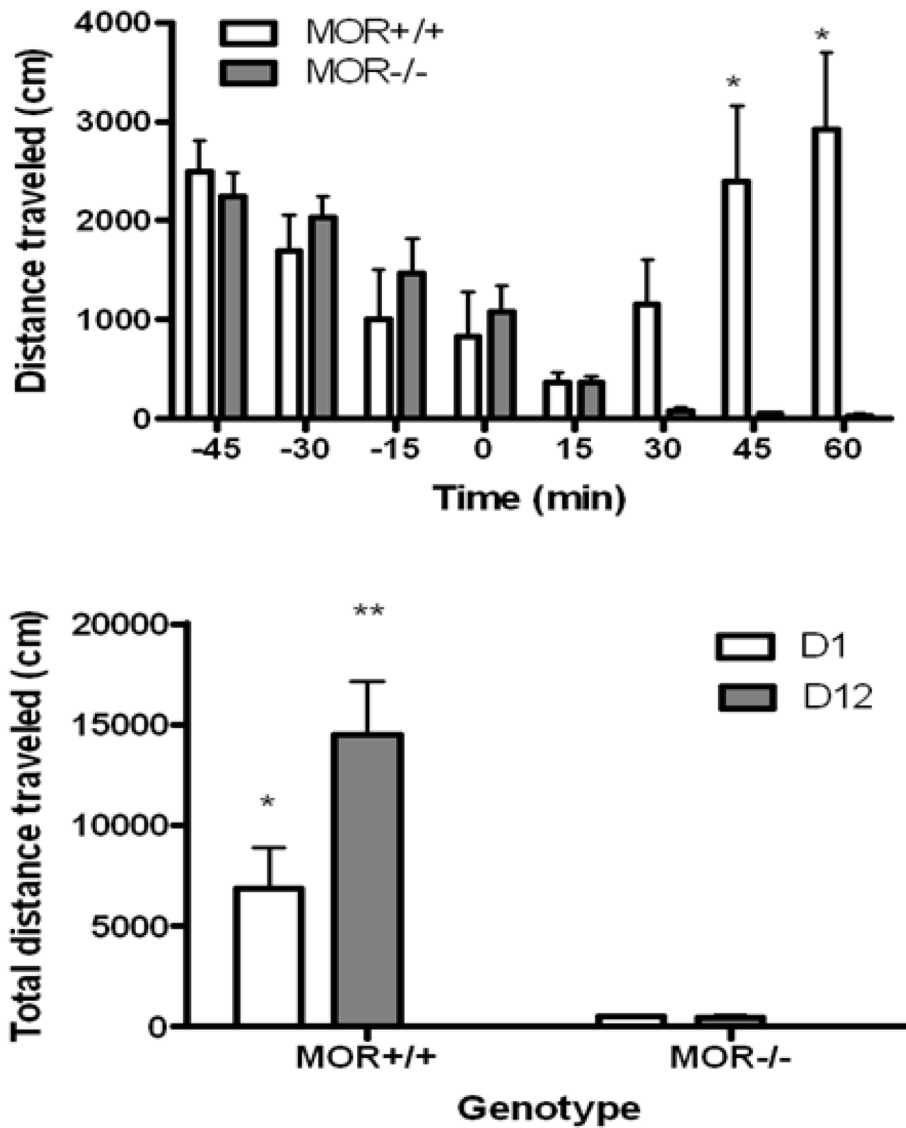 Distance traveled (cm)
4000
3000
2000
1000
0
MOR+/+
MOR-/-
*
*
-45 -30 -15 0 15 30 45 60
Time (min)
Total distance traveled (cm)
20000
15000
10000
5000
0
*
**
D1
D12
MOR+/+ MOR-/-
Genotype